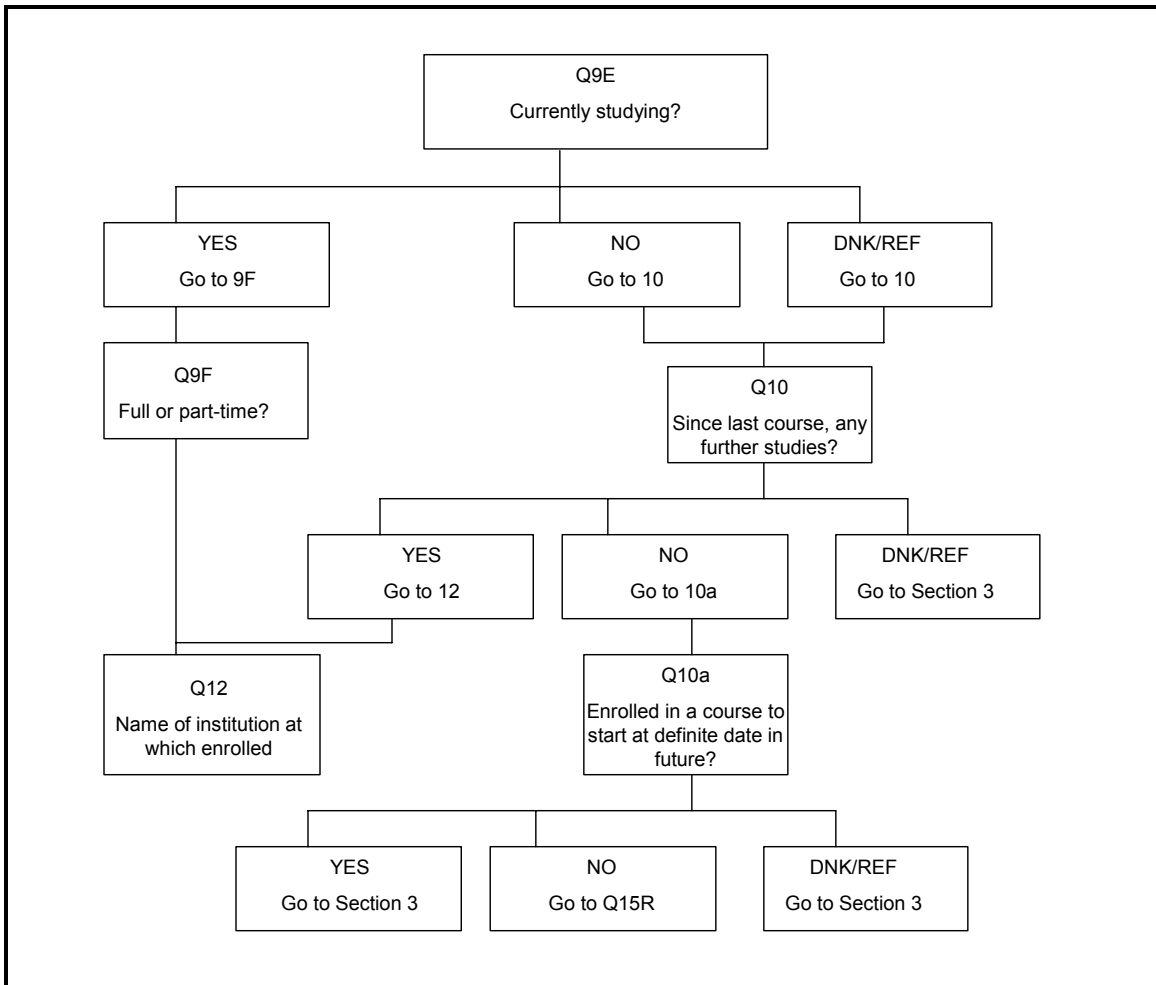 Q9E
Currently studying?
YES
Go to 9F
NO
Go to 10
DNK/REF
Go to 10
Q9F
Full or part-time?
Q10
Since last course, any
further studies?
YES
Go to 12
NO
Go to 10a
DNK/REF
Go to Section 3
Q12
Name of institution at
which enrolled
Q10a
Enrolled in a course to
start at definite date in
future?
YES
Go to Section 3
NO
Go to Q15R
DNK/REF
Go to Section 3